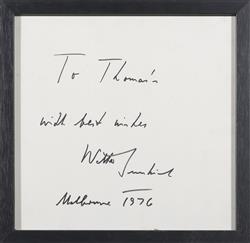 To Thomas's
with best wishes
Melbourne 1976